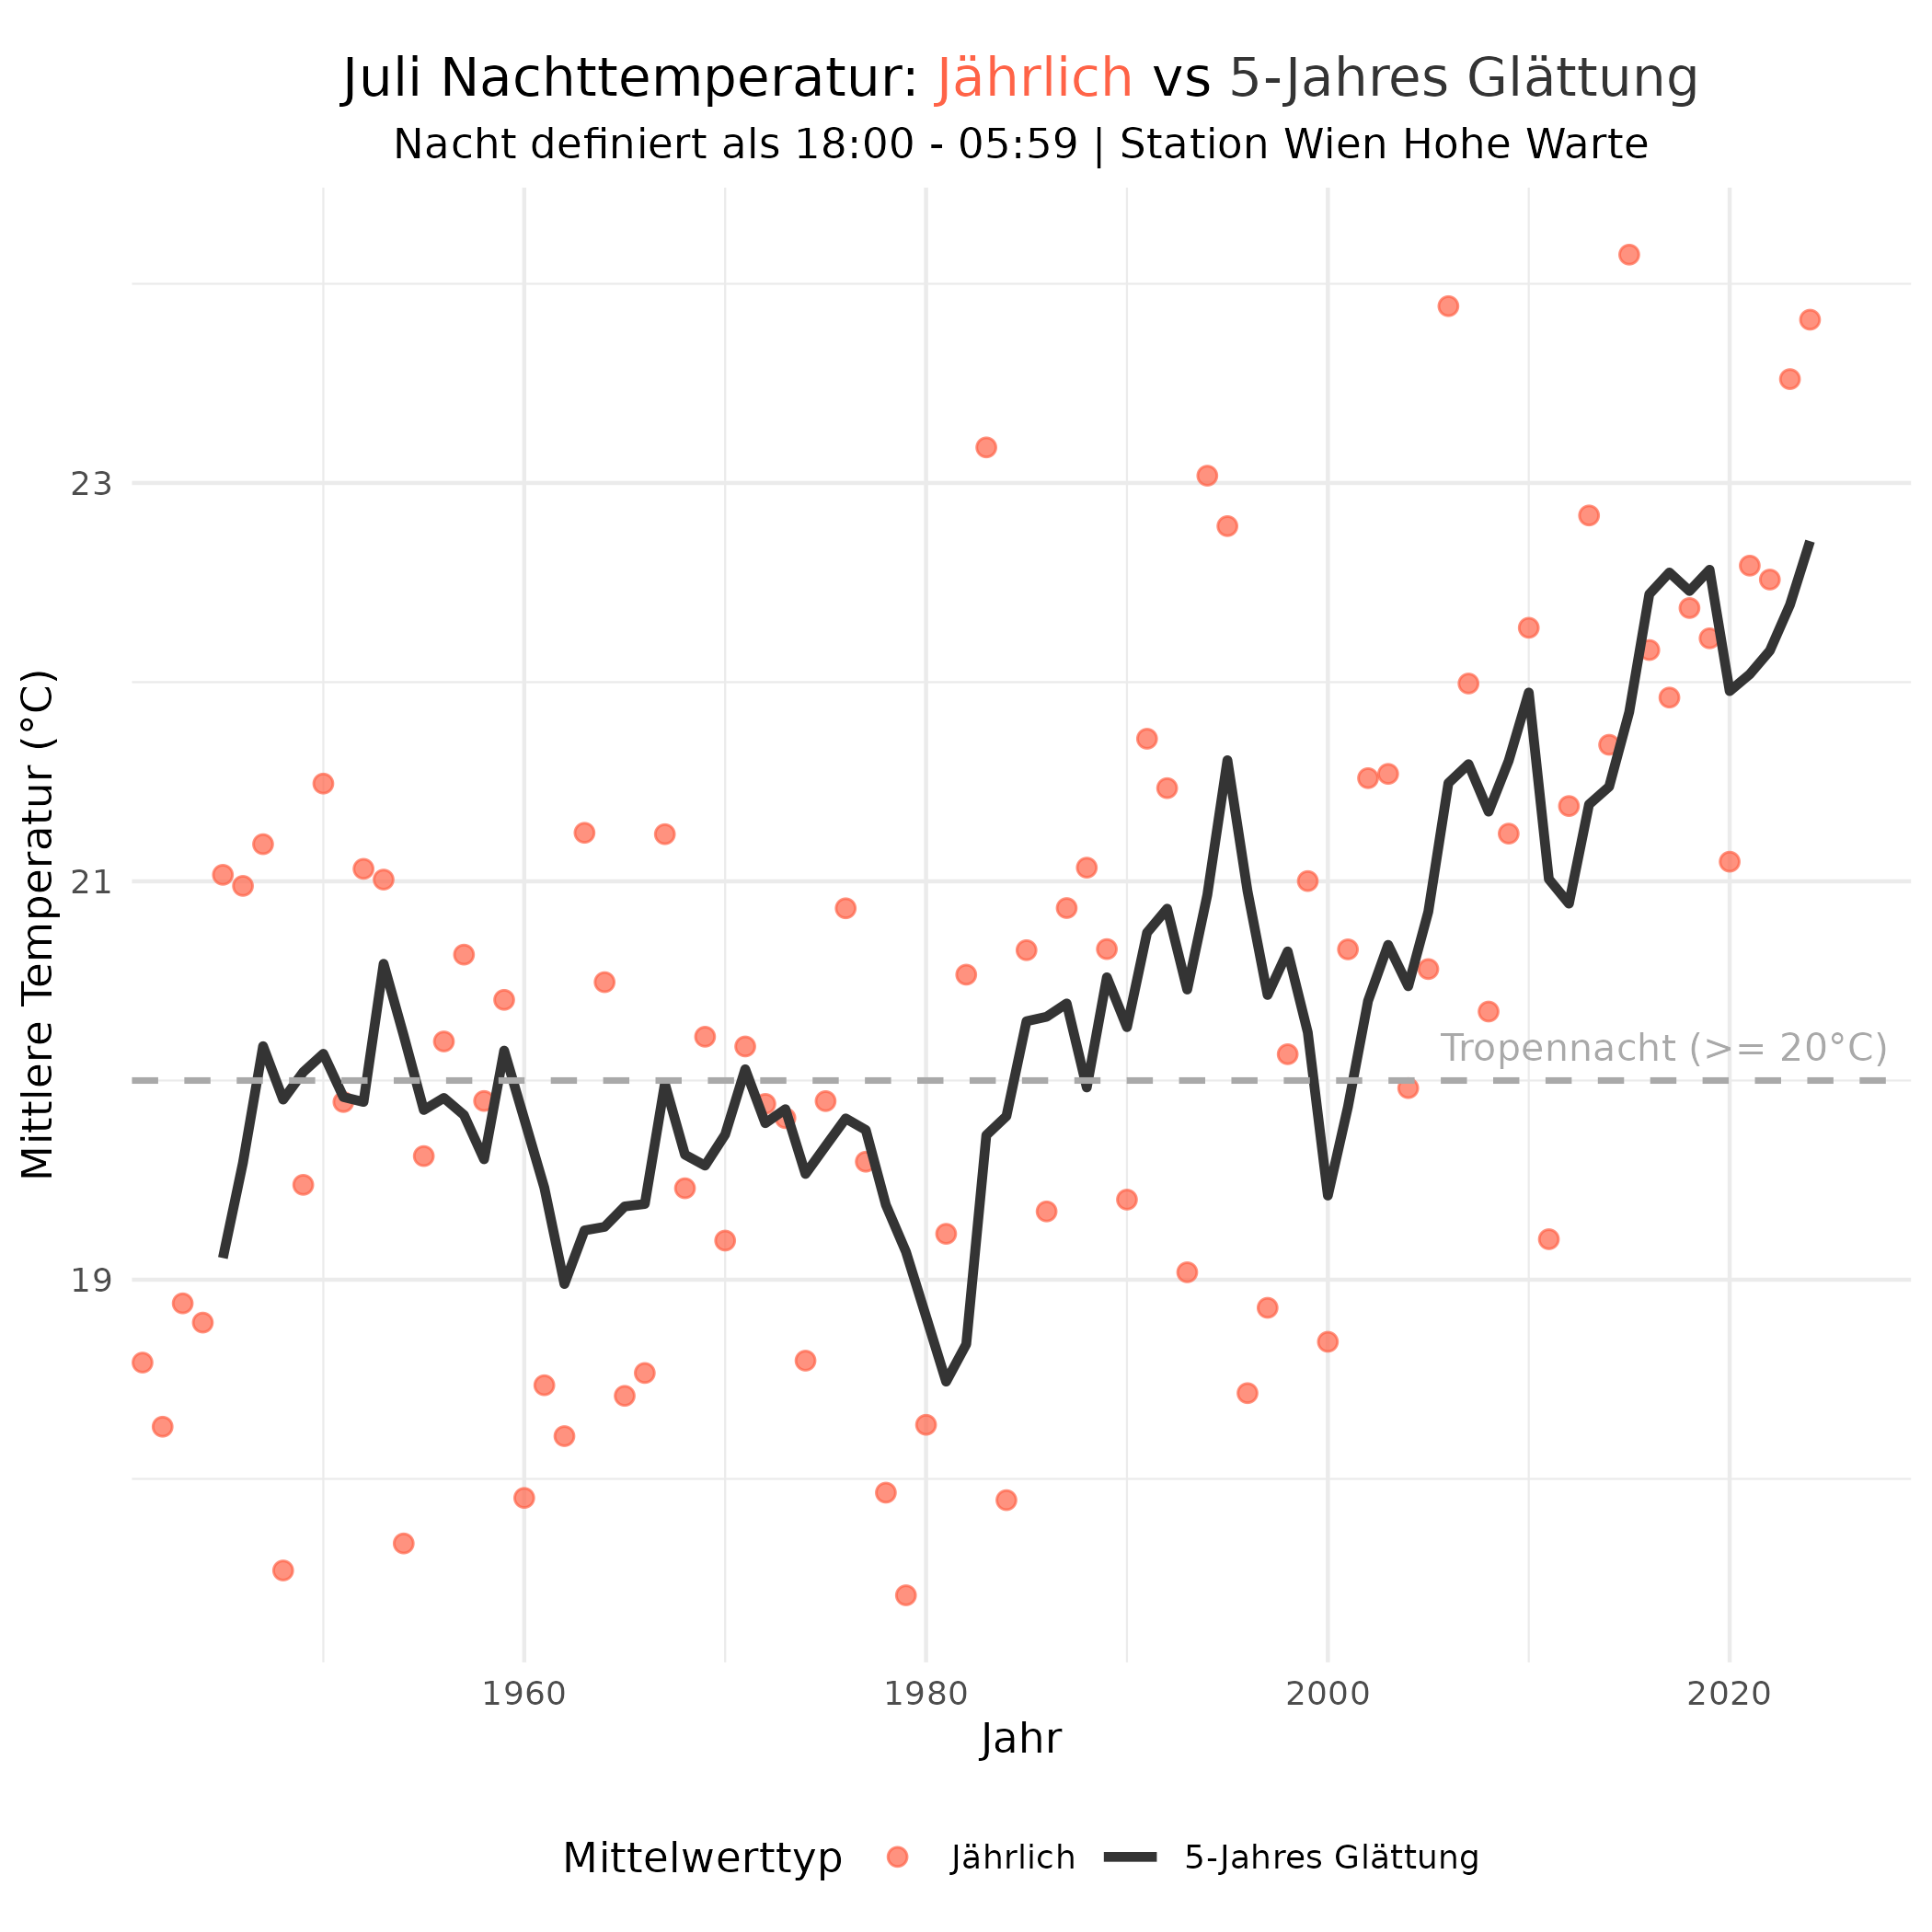 Juli Nachttemperatur: Jährlich vs 5-Jahres Glättung
Nacht definiert als 18:00 - 05:59 | Station Wien Hohe Warte
Mittlere Temperatur (°C)
23
21
19
Tropennacht (>= 20°C)
1960
1980
2000
2020
Jahr
Mittelwerttyp
Jährlich
5-Jahres Glättung